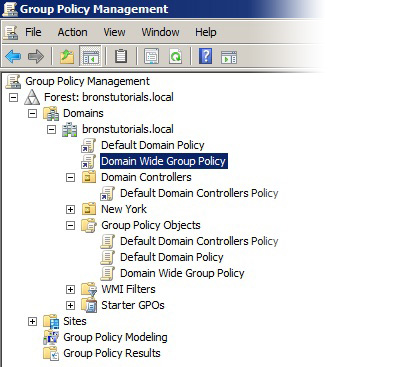 Group Policy Management
File Action View Window Help
Group Policy Management
Forest: bronstutorials.local
Domains
bronstutorials.local
Default Domain Policy
Domain Wide Group Policy
Domain Controllers
Default Domain Controllers Policy
New York
Group Policy Objects
Default Domain Controllers Policy
Default Domain Policy
Domain Wide Group Policy
WMI Filters
Starter GPOs
Sites
Group Policy Modeling
Group Policy Results